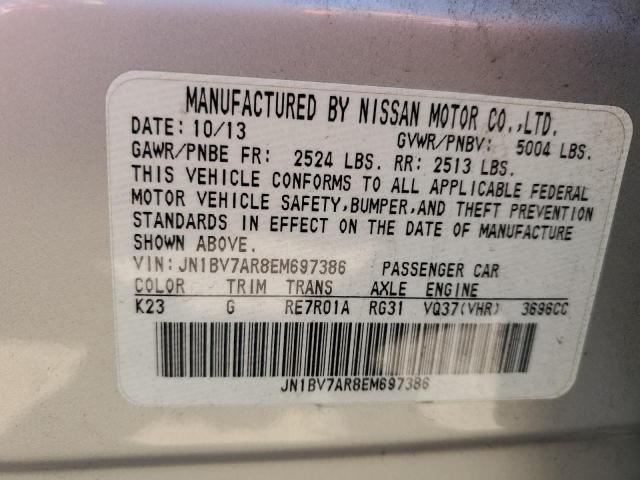 MANUFACTURED BY NISSAN MOTOR CO.,LTD.
DATE: 10/13 GVWR/PNBV: 5004 LBS.
GAWR/PNBE FR: 2524 LBS. RR: 2513 LBS.
THIS VEHICLE CONFORMS TO ALL APPLICABLE FEDERAL
MOTOR VEHICLE SAFETY,BUMPER,AND THEFT PREVENTION
STANDARDS IN EFFECT ON THE DATE OF MANUFACTURE
SHOWN ABOVE.
VIN:JN1BV7AR8EM697386 PASSENGER CAR
COLOR TRIM TRANS AXLE ENGINE
K23 G RE7R01A RG31 VQ37(VHR) 3696CC
JN1BV7AR8EM697386